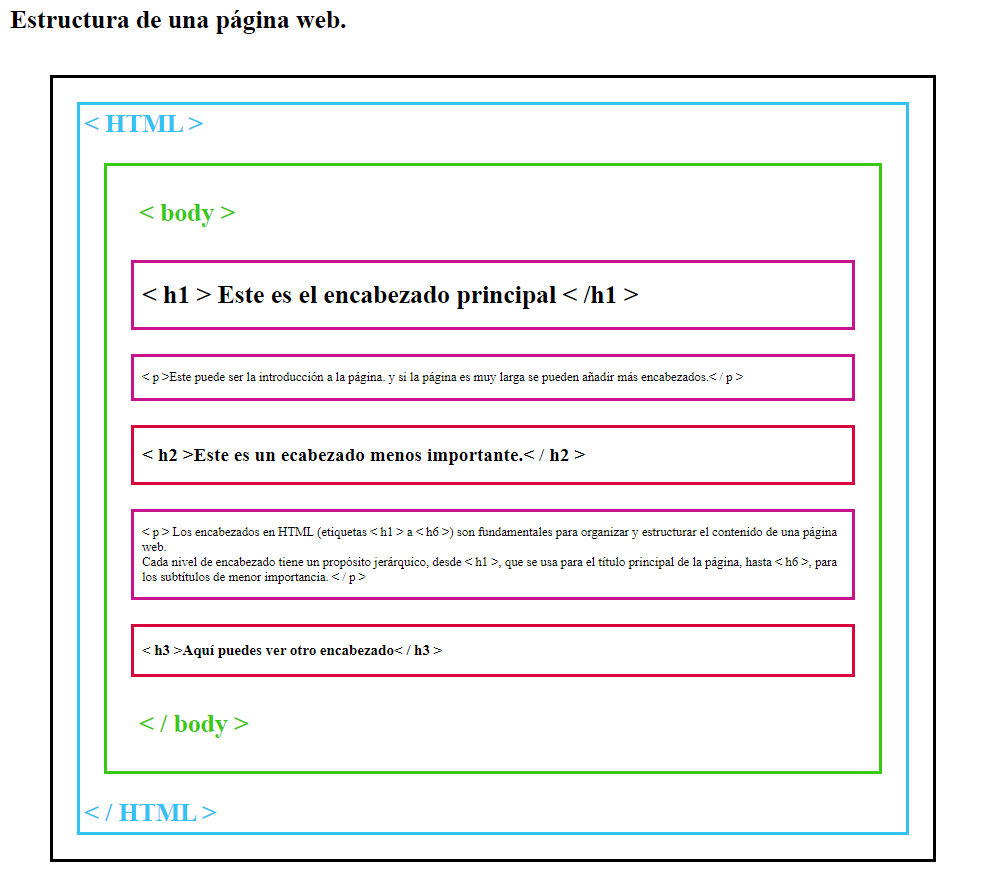 Estructura de una página web.
< HTML >
< body >
< h1 > Este es el encabezado principal < /h1 >
< p >Este puede ser la introducción a la página. y si la página es muy larga se pueden añadir más encabezados.< / p >
< h2 >Este es un ecabezado menos importante.< / h2 >
< p > Los encabezados en HTML (etiquetas < h1 > a < h6 >) son fundamentales para organizar y estructurar el contenido de una página
web.
Cada nivel de encabezado tiene un propósito jerárquico, desde < h1 >, que se usa para el título principal de la página, hasta < h6 >, para
los subtítulos de menor importancia. < / p >
< h3 >Aquí puedes ver otro encabezado< / h3 >
< / body >
< / HTML >